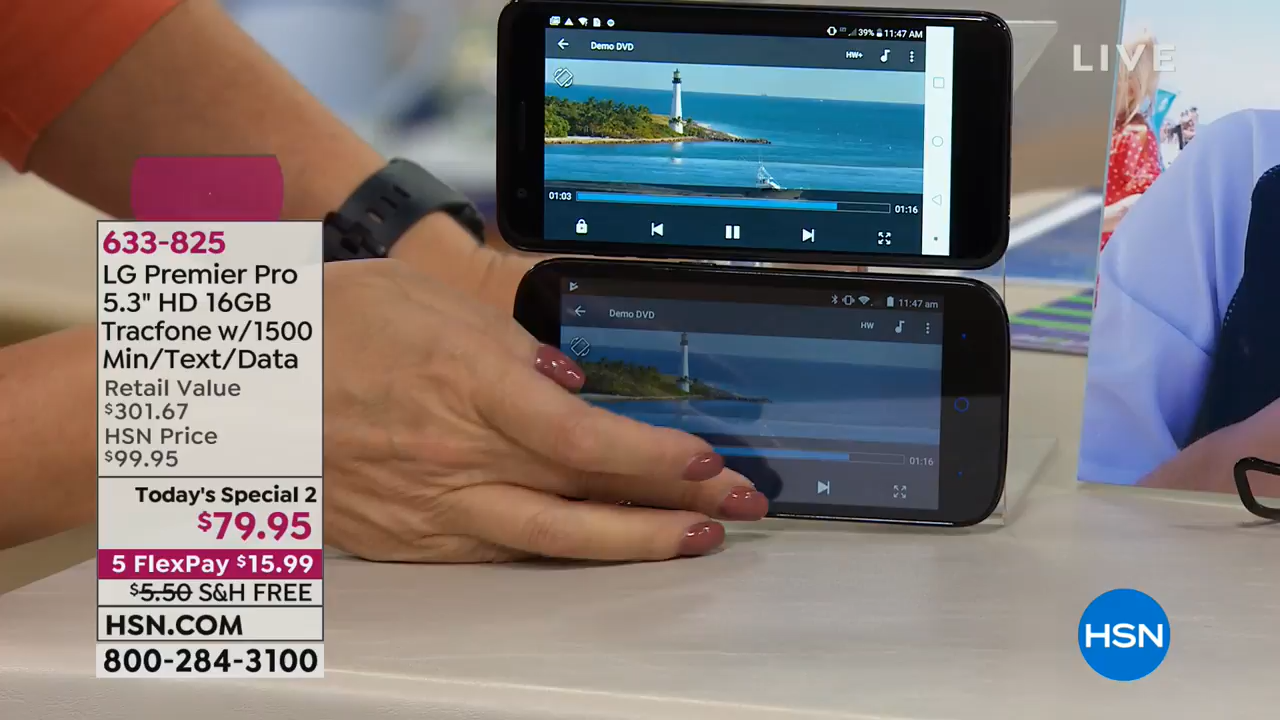 39% 11:47 AM
Demo DVD
HW+
LIVE
01:03
01:16
11:47 am
Demo DVD
HW
01:16
633-825
LG Premier Pro
5.3" HD 16GB
Tracfone w/1500
Min/Text/Data
Retail Value
$301.67
HSN Price
$99.95
Today's Special 2
$79.95
5 FlexPay $15.99
$5.50 S&H FREE
HSN.COM
800-284-3100
HSN